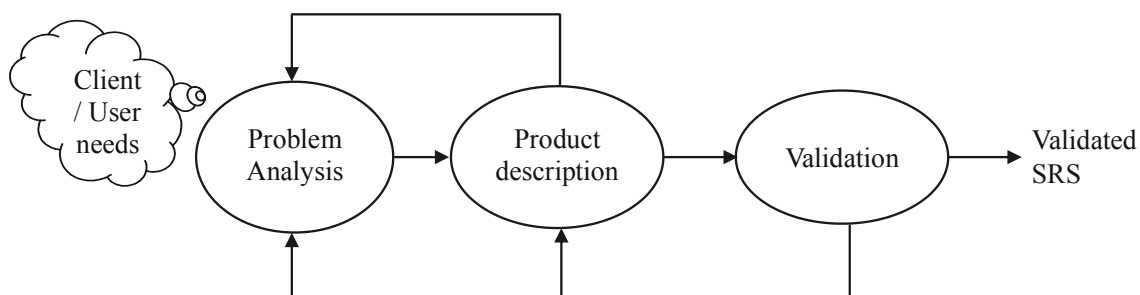 Client
/ User
needs
Problem
Analysis
Product
description
Validation
Validated
SRS